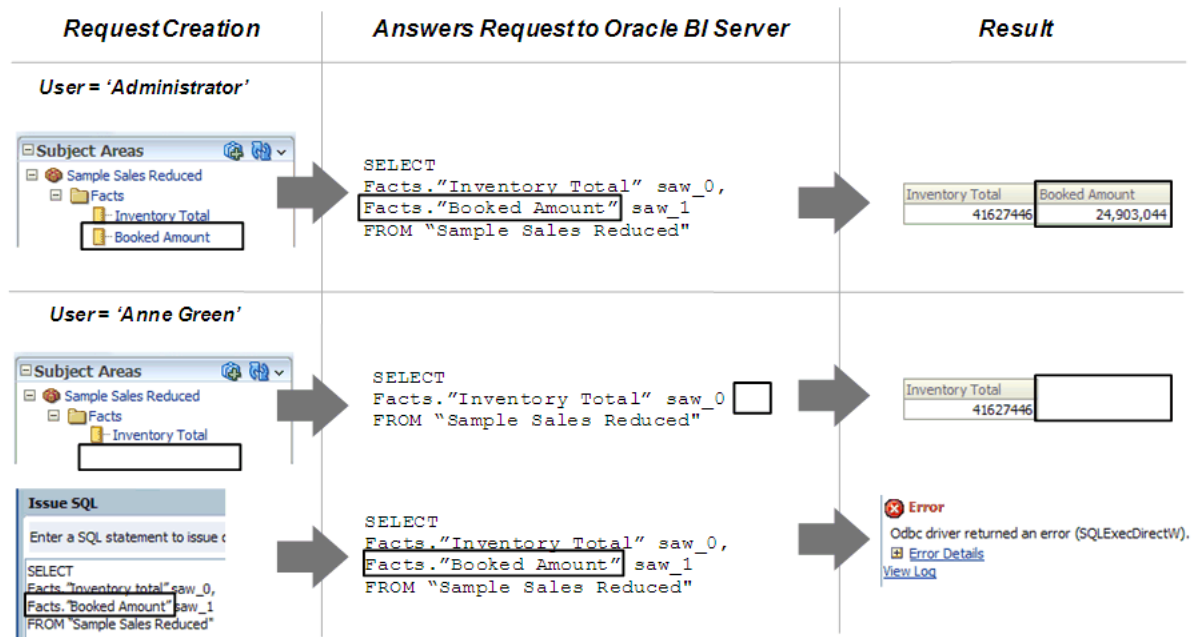 Request Creation
Answers Request to Oracle BI Server
Result
User = ‘Administrator’
Subject Areas
Sample Sales Reduced
Facts
Inventory Total
Booked Amount
SELECT
Facts.”Inventory Total” saw_0,
Facts.”Booked Amount” saw_1
FROM “Sample Sales Reduced"
Inventory Total Booked Amount
41627446 24,903,044
User = ‘Anne Green’
Subject Areas
Sample Sales Reduced
Facts
Inventory Total
SELECT
Facts.”Inventory Total” saw_0
FROM “Sample Sales Reduced"
Inventory Total
41627446
Issue SQL
Enter a SQL statement to issue
SELECT
Facts."Inventory total" saw_0,
Facts."Booked Amount" saw_1
FROM "Sample Sales Reduced"
SELECT
Facts.”Inventory Total” saw_0,
Facts.”Booked Amount” saw_1
FROM “Sample Sales Reduced"
Error
Odbc driver returned an error (SQLExecDirectW).
Error Details
View Log